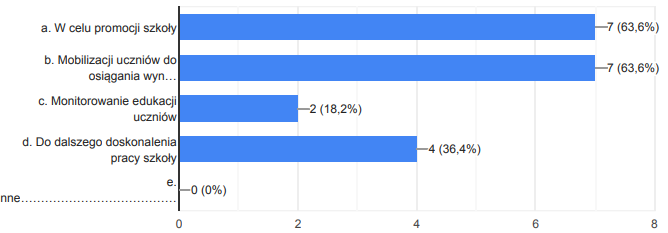 a. W celu promocji szkoły
7 (63,6%)
b. Mobilizacji uczniów do
osiągania wyn…
7 (63,6%)
c. Monitorowanie edukacji
uczniów
2 (18,2%)
d. Do dalszego doskonalenia
pracy szkoły
4 (36,4%)
e.
nne…………………………………
0 (0%)
0 2 4 6 8